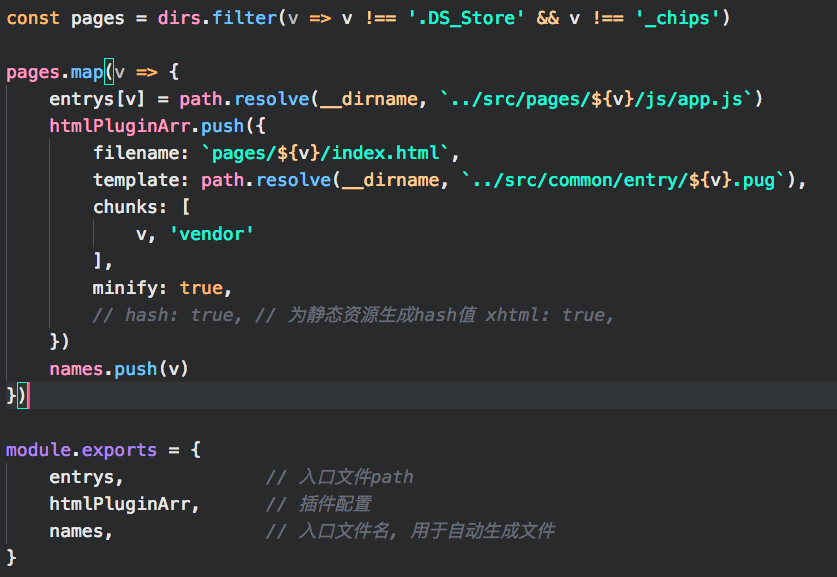 const pages = dirs.filter(v => v !== '.DS_Store' && v !== '_chips')
pages.map(v => {
    entrys[v] = path.resolve(__dirname, `../src/pages/${v}/js/app.js`)
    htmlPluginArr.push({
        filename: `pages/${v}/index.html`,
        template: path.resolve(__dirname, `../src/common/entry/${v}.pug`),
        chunks: [
            v, 'vendor'
        ],
        minify: true,
        // hash: true, // 为静态资源生成hash值 xhtml: true,
    })
    names.push(v)
})
module.exports = {
    entrys,             // 入口文件path
    htmlPluginArr,      // 插件配置
    names,              // 入口文件名, 用于自动生成文件
}